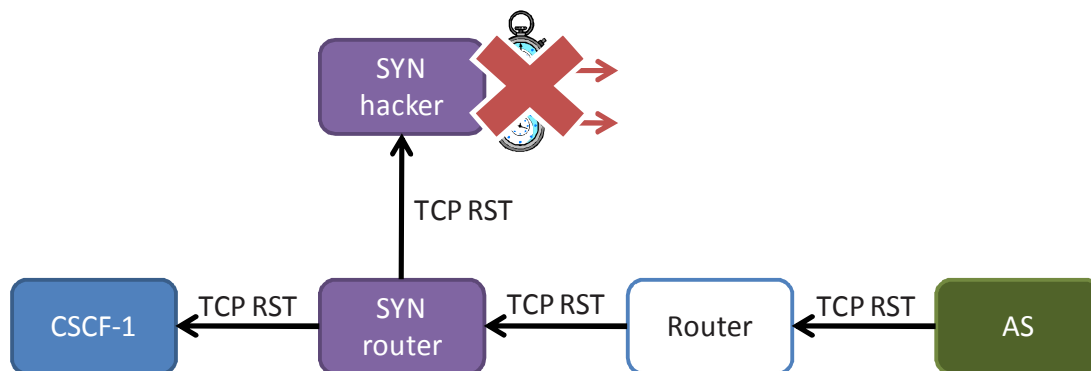 SYN
hacker
TCP RST
CSCF-1
TCP RST
SYN
router
TCP RST
Router
TCP RST
AS